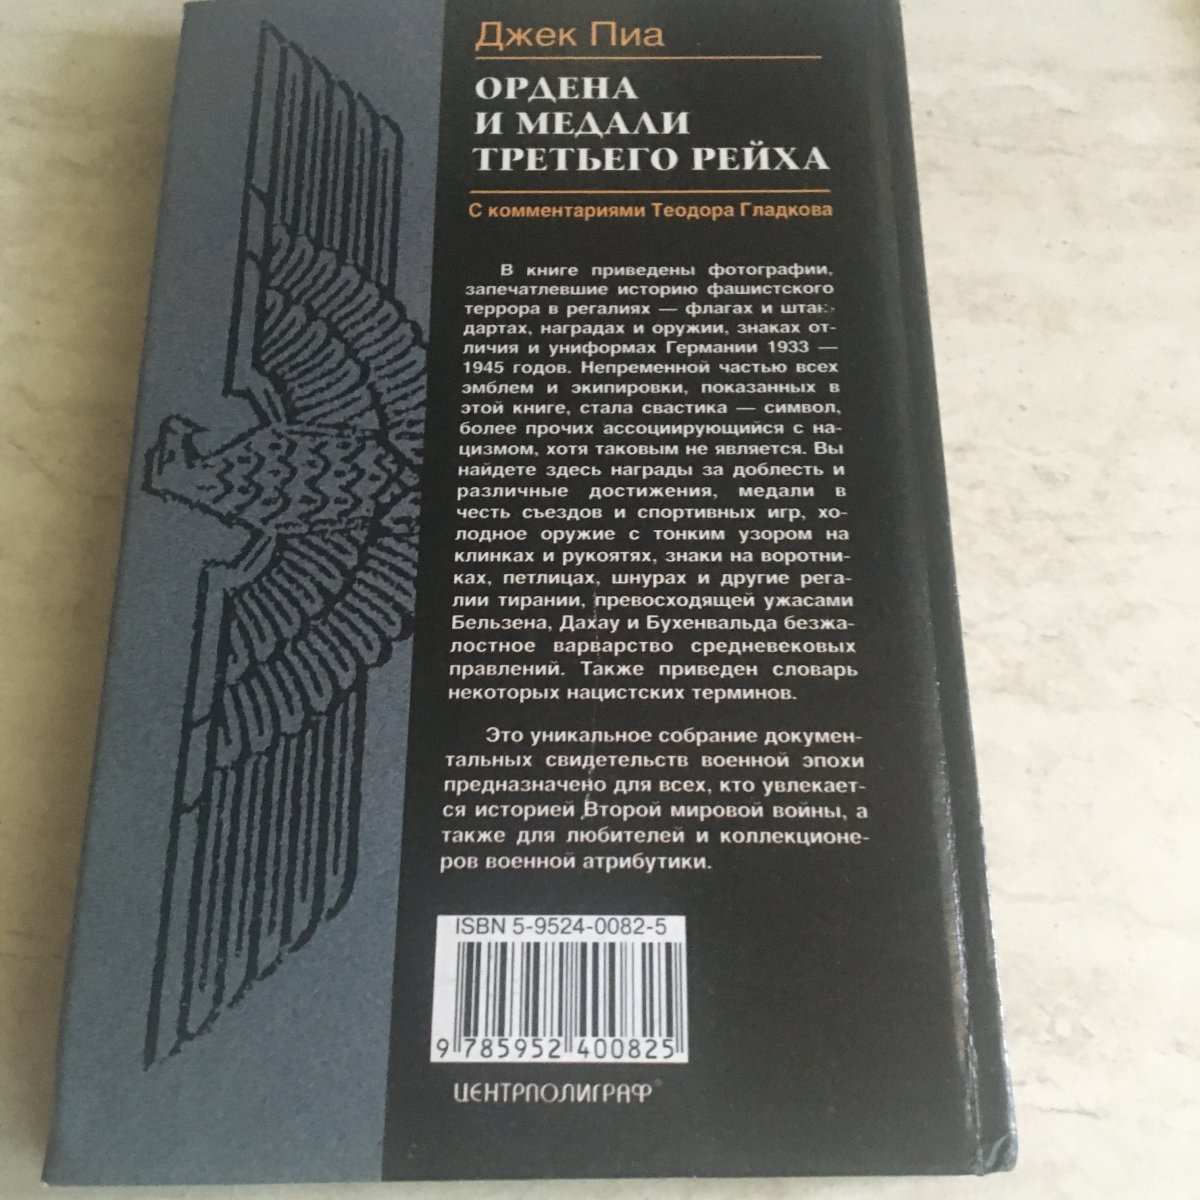 Джек Пиа
ОРДЕНА
И МЕДАЛИ
ТРЕТЬЕГО РЕЙХА
С комментариями Теодора Гладкова
В книге приведены фотографии,
запечатлевшие историю фашистского
террора в регалиях — флагах и штан-
дартах, наградах и оружии, знаках от-
личия и униформах Германии 1933 —
1945 годов. Непременной частью всех
эмблем и экипировки, показанных в
этой книге, стала свастика — символ,
более прочих ассоциирующийся с на-
цизмом, хотя таковым не является. Вы
найдете здесь награды за доблесть и
различные достижения, медали в
честь съездов и спортивных игр, хо-
лодное оружие с тонким узором на
клинках и рукоятях, знаки на воротни-
ках, петлицах, шнурах и другие рега-
лии тирании, превосходящей ужасами
Бельзена, Дахау и Бухенвальда безжа-
лостное варварство средневековых
правлений. Также приведен словарь
некоторых нацистских терминов.
Это уникальное собрание докумен-
тальных свидетельств военной эпохи
предназначено для всех, кто увлекает-
ся историей Второй мировой войны, а
также для любителей и коллекционе-
ров военной атрибутики.
ISBN 5-9524-0082-5
9 785952 400825
ЦЕНТРПОЛИГРАФ®